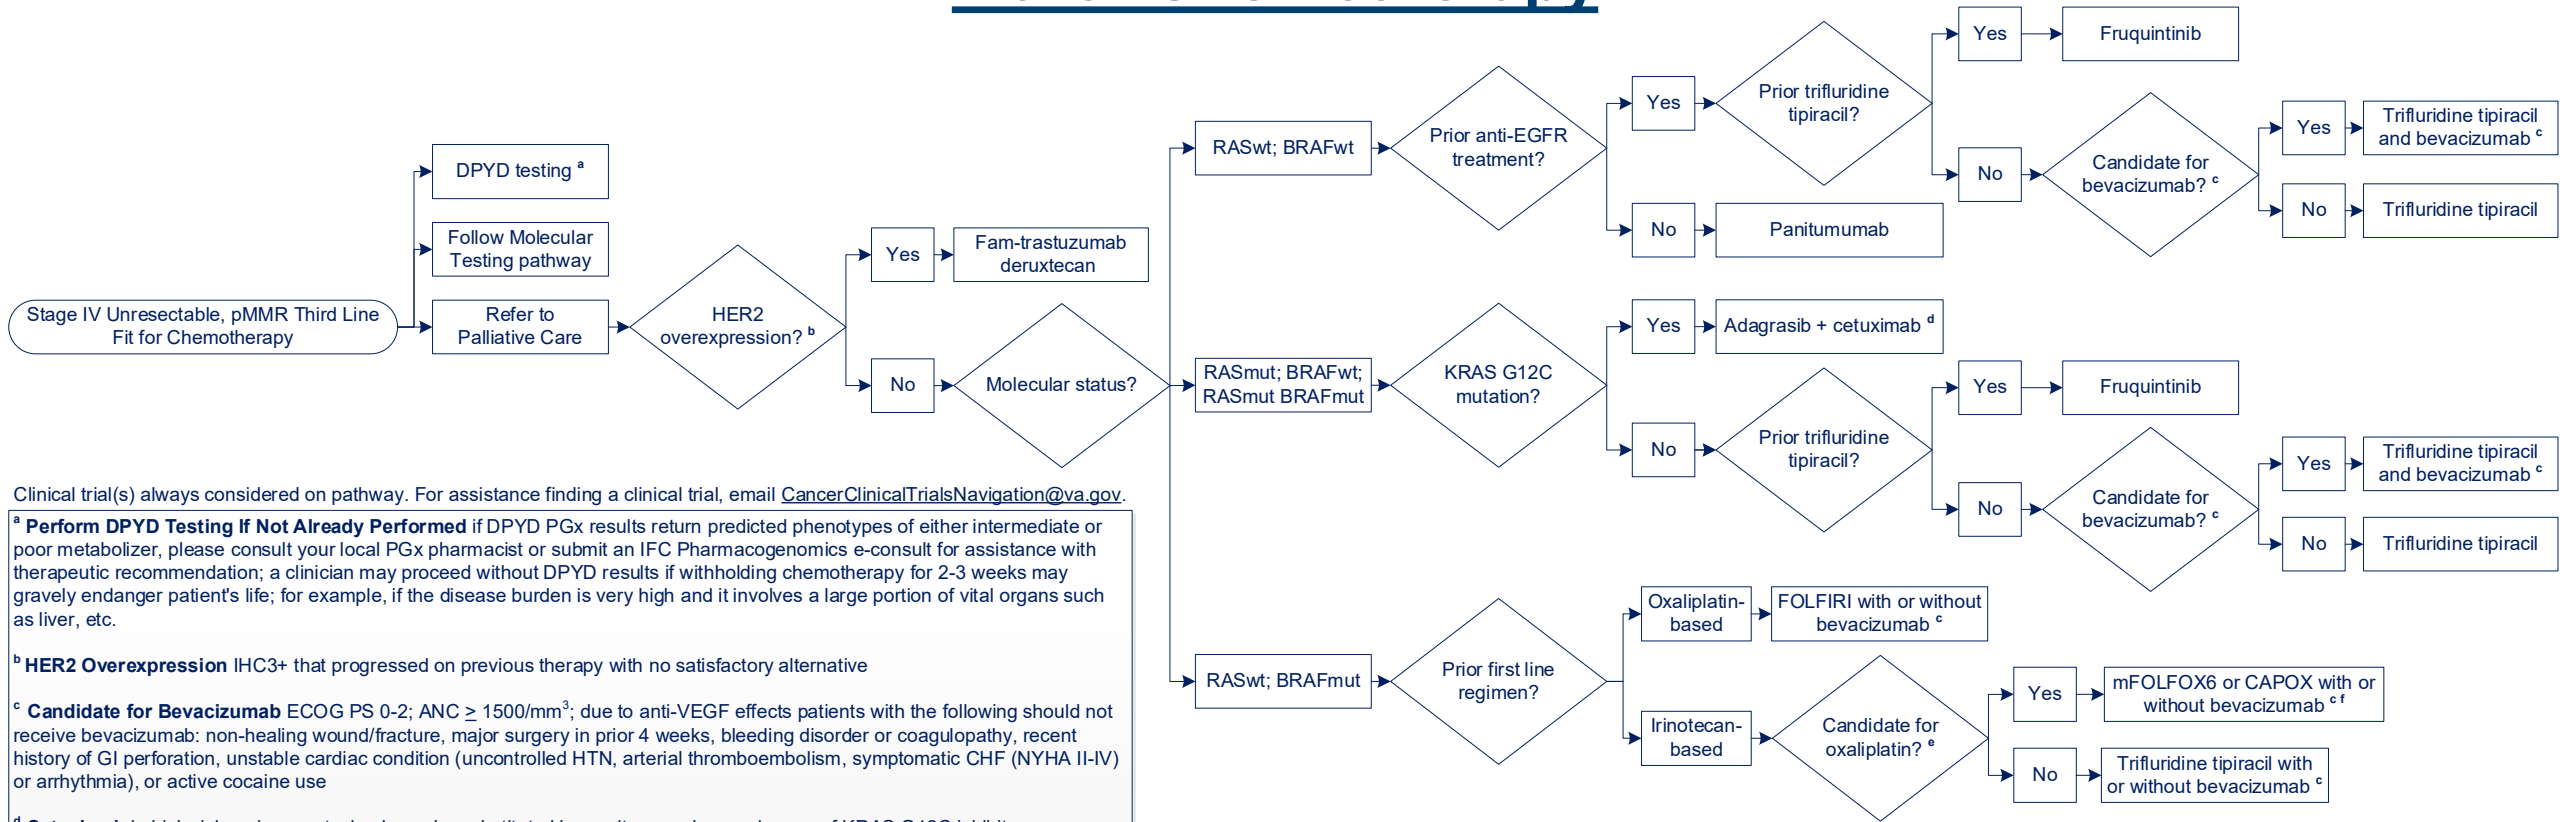 Stage IV Unresectable, pMMR Third Line
Fit for Chemotherapy
DPYD testing a
Follow Molecular
Testing pathway
Refer to
Palliative Care
HER2
overexpression? b
Yes
Fam-trastuzumab
deruxtecan
No
Molecular status?
RASwt; BRAFwt
Prior anti-EGFR
treatment?
Yes
Prior trifluridine
tipiracil?
Yes
Fruquintinib
No
Candidate for
bevacizumab? c
Yes
Trifluridine tipiracil
and bevacizumab c
No
Trifluridine tipiracil
No
Panitumumab
RASmut; BRAFwt;
RASmut BRAFmut
KRAS G12C
mutation?
Yes
Adagrasib + cetuximab d
No
Prior trifluridine
tipiracil?
Yes
Fruquintinib
No
Candidate for
bevacizumab? c
Yes
Trifluridine tipiracil
and bevacizumab c
No
Trifluridine tipiracil
RASwt; BRAFmut
Prior first line
regimen?
Oxaliplatin-
based
FOLFIRI with or without
bevacizumab c
Irinotecan-
based
Candidate for
oxaliplatin? e
Yes
mFOLFOX6 or CAPOX with or
without bevacizumab c f
No
Trifluridine tipiracil with
or without bevacizumab c
Clinical trial(s) always considered on pathway. For assistance finding a clinical trial, email CancerClinicalTrialsNavigation@va.gov.
a Perform DPYD Testing If Not Already Performed if DPYD PGx results return predicted phenotypes of either intermediate or
poor metabolizer, please consult your local PGx pharmacist or submit an IFC Pharmacogenomics e-consult for assistance with
therapeutic recommendation; a clinician may proceed without DPYD results if withholding chemotherapy for 2-3 weeks may
gravely endanger patient's life; for example, if the disease burden is very high and it involves a large portion of vital organs such
as liver, etc.
b HER2 Overexpression IHC3+ that progressed on previous therapy with no satisfactory alternative
c Candidate for Bevacizumab ECOG PS 0-2; ANC ≥ 1500/mm3; due to anti-VEGF effects patients with the following should not
receive bevacizumab: non-healing wound/fracture, major surgery in prior 4 weeks, bleeding disorder or coagulopathy, recent
history of GI perforation, unstable cardiac condition (uncontrolled HTN, arterial thromboembolism, symptomatic CHF (NYHA II-IV)
or arrhythmia), or active cocaine use